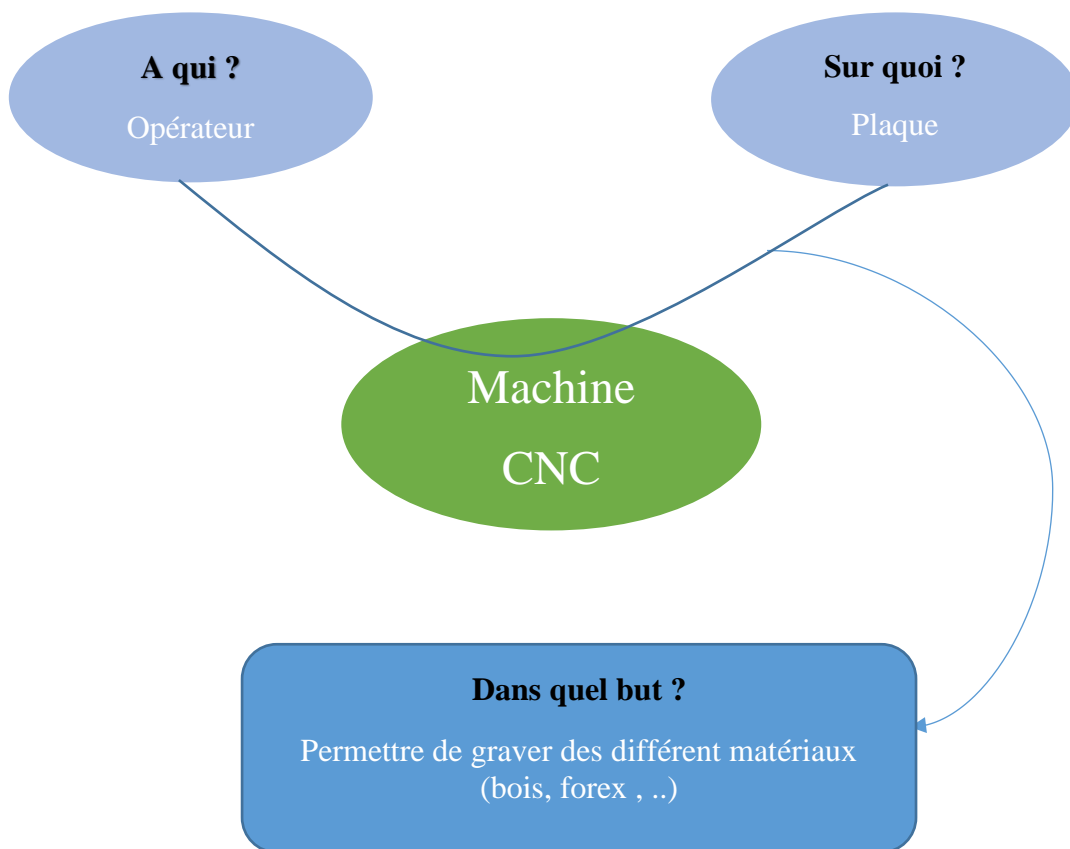 A qui ?
Opérateur
Sur quoi ?
Plaque
Machine
CNC
Dans quel but ?
Permettre de graver des différent matériaux
(bois, forex , ..)